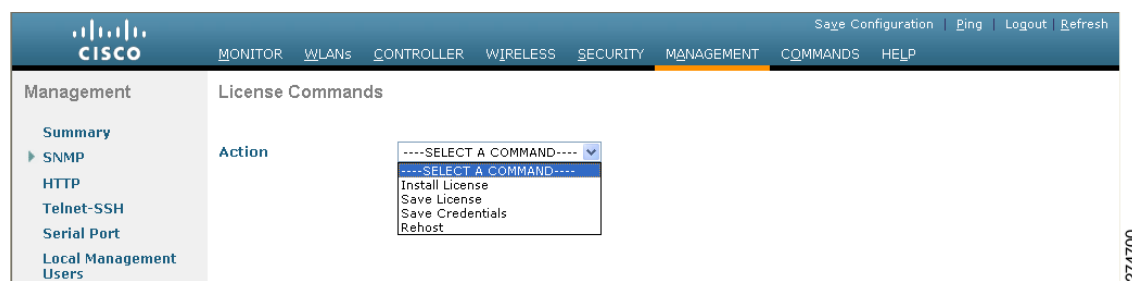 Save Configuration | Ping | Logout | Refresh
CISCO
MONITOR WLANs CONTROLLER WIRELESS SECURITY MANAGEMENT COMMANDS HELP
Management
License Commands
Summary
SNMP
HTTP
Telnet-SSH
Serial Port
Local Management
Users
Action
----SELECT A COMMAND----
----SELECT A COMMAND----
Install License
Save License
Save Credentials
Rehost
274700